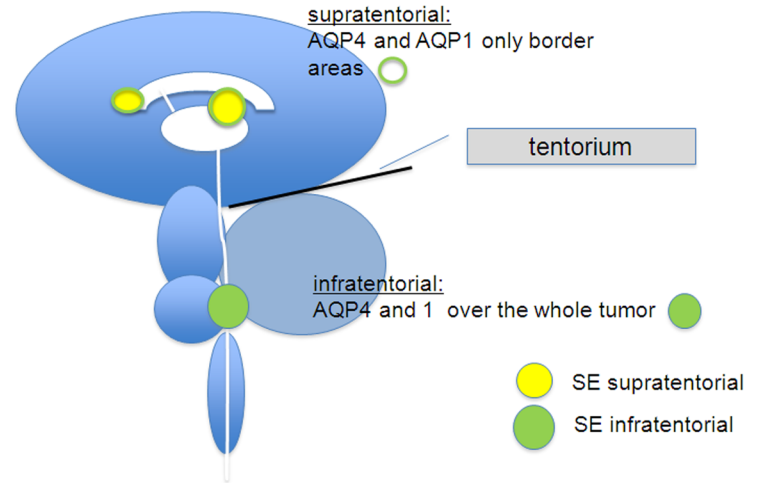 supratentorial:
AQP4 and AQP1 only border
areas
tentorium
infratentorial:
AQP4 and 1 over the whole tumor
SE supratentorial
SE infratentorial